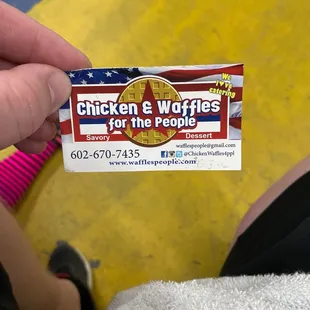 We
♥♥♥
catering
Chicken & Waffles
for the People
Savory Dessert
602-670-7435
wafflespeople@gmail.com
@ChickenWaffles4ppl
www.wafflespeople.com